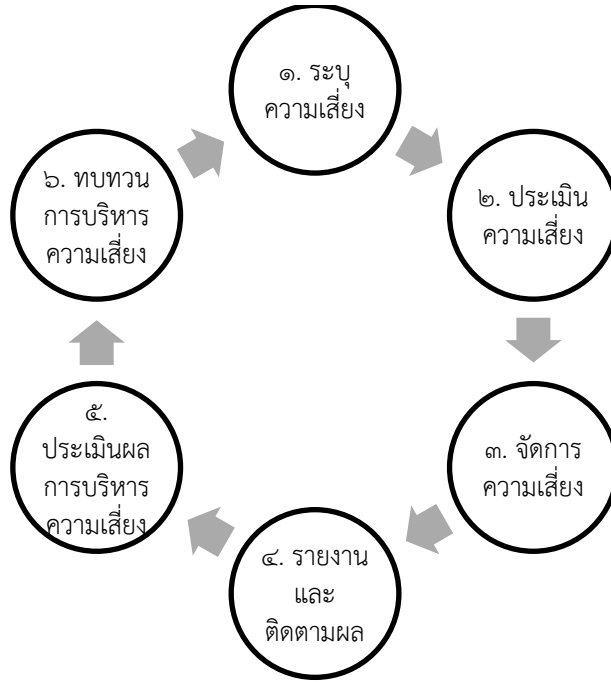 ๑. ระบุ
ความเสี่ยง
๒. ประเมิน
ความเสี่ยง
๓. จัดการ
ความเสี่ยง
๔. รายงาน
และ
ติดตามผล
๕.
ประเมินผล
การบริหาร
ความเสี่ยง
๖. ทบทวน
การบริหาร
ความเสี่ยง